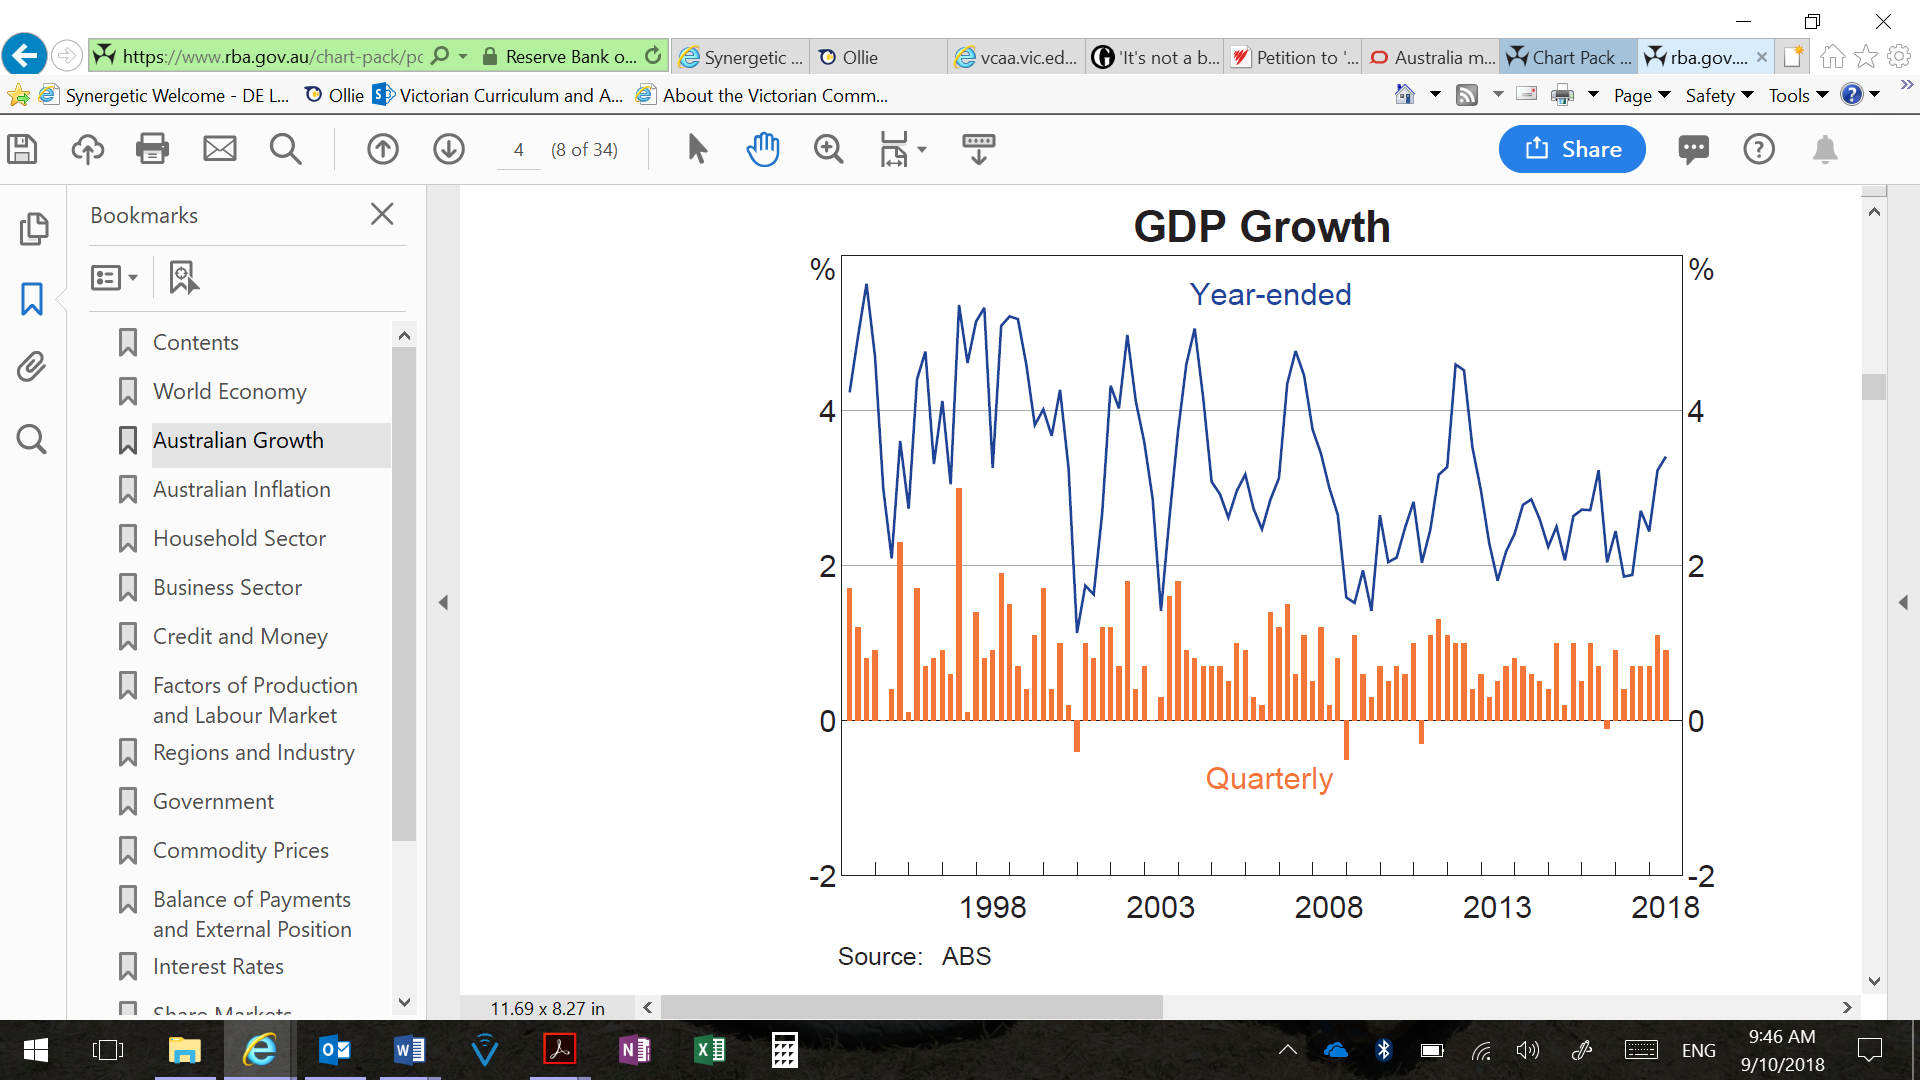 https://www.rba.gov.au/chart-pack/pc
Reserve Bank o...
Synergetic ...
Ollie
vcaa.vic.ed...
'It's not a b...
Petition to '...
Australia m...
Chart Pack ...
rba.gov....
Synergetic Welcome - DE L...
Ollie
Victorian Curriculum and A...
About the Victorian Comm...
Page
Safety
Tools
4
(8 of 34)
Share
Bookmarks
Contents
World Economy
Australian Growth
Australian Inflation
Household Sector
Business Sector
Credit and Money
Factors of Production
and Labour Market
Regions and Industry
Government
Commodity Prices
Balance of Payments
and External Position
Interest Rates
Share Markets
GDP Growth
% %
Year-ended
4 4
2 2
0 0
Quarterly
-2 -2
1998 2003 2008 2013 2018
Source: ABS
11.69 x 8.27 in
ENG
9:46 AM
9/10/2018